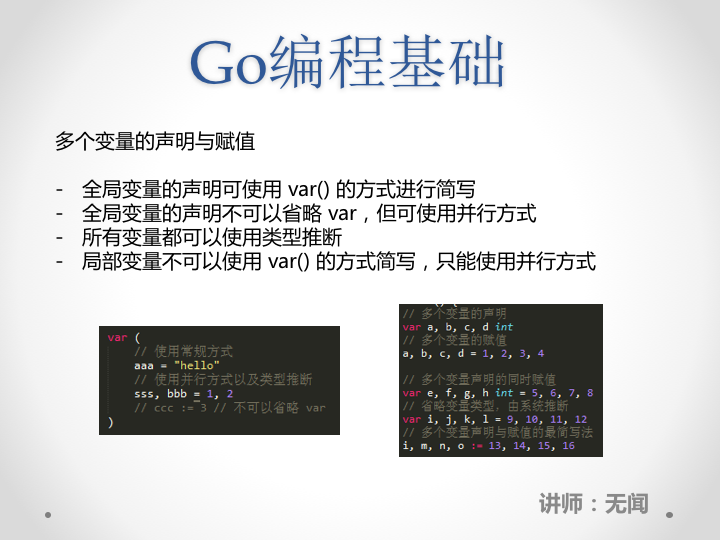 Go编程基础
多个变量的声明与赋值
- 全局变量的声明可使用 var() 的方式进行简写
- 全局变量的声明不可以省略 var，但可使用并行方式
- 所有变量都可以使用类型推断
- 局部变量不可以使用 var() 的方式简写，只能使用并行方式
var (
// 使用常规方式
aaa = "hello"
// 使用并行方式以及类型推断
sss, bbb = 1, 2
// ccc := 3 // 不可以省略 var
)
// 多个变量的声明
var a, b, c, d int
// 多个变量的赋值
a, b, c, d = 1, 2, 3, 4
// 多个变量声明的同时赋值
var e, f, g, h int = 5, 6, 7, 8
// 省略变量类型，由系统推断
var i, j, k, l = 9, 10, 11, 12
// 多个变量声明与赋值的最简写法
i, m, n, o := 13, 14, 15, 16
讲师：无闻